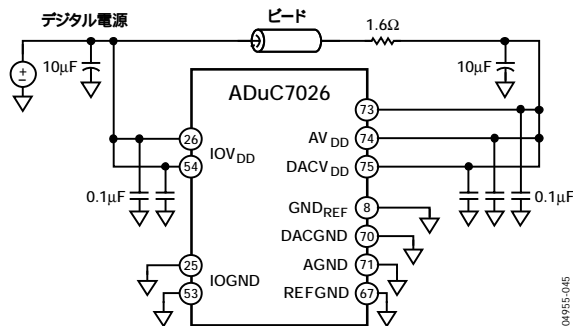 デジタル電源
ビード
1.6Ω
10µF
10µF
ADuC7026
73
26
AVDD
74
IOVDD
54
DACVDD
75
0.1µF
0.1µF
GNDREF
8
DACGND
70
25
AGND
71
IOGND
53
REFGND
67
04955-045